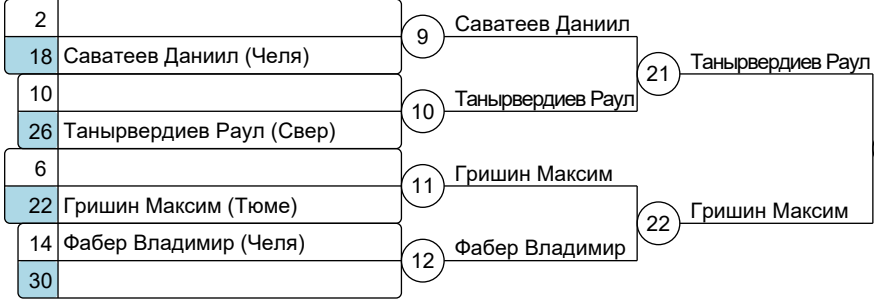 2
18 Саватеев Даниил (Челя)
9
Саватеев Даниил
10
26 Танырвердиев Раул (Свер)
10
Танырвердиев Раул
21
Танырвердиев Раул
6
22 Гришин Максим (Тюме)
11
Гришин Максим
14 Фабер Владимир (Челя)
30
12
Фабер Владимир
22
Гришин Максим